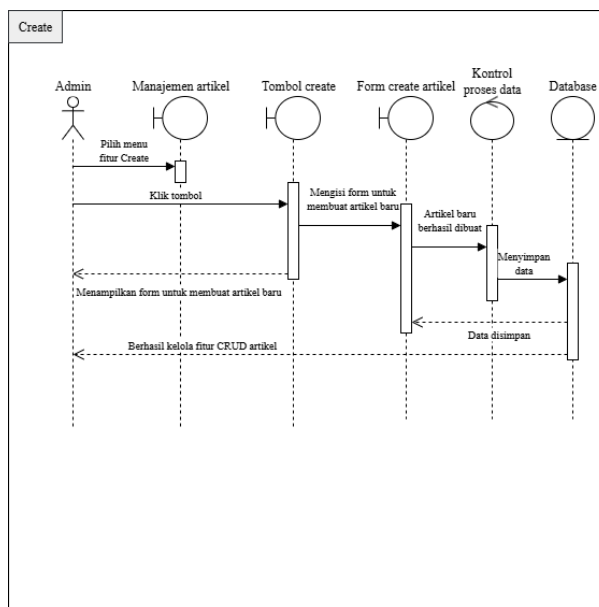 Create
Admin
Manajemen artikel
Tombol create
Form create artikel
Kontrol
proses data
Database
Pilih menu
fitur Create
Klik tombol
Mengisi form untuk
membuat artikel baru
Artikel baru
berhasil dibuat
Menyimpan
data
Menampilkan form untuk membuat artikel baru
Data disimpan
Berhasil kelola fitur CRUD artikel